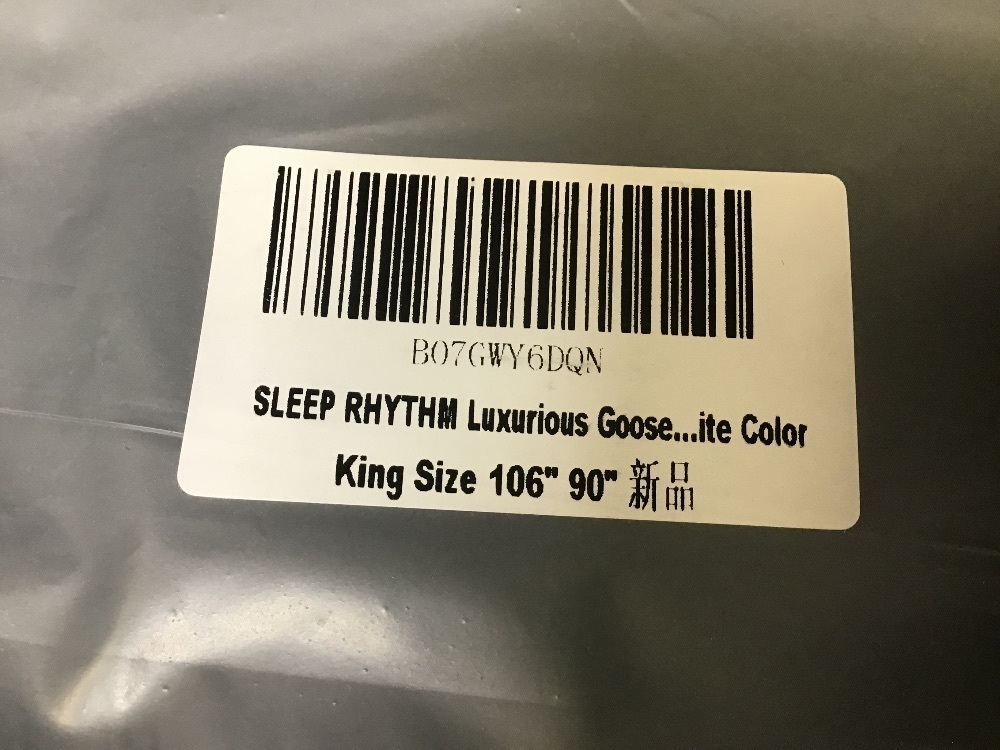 B07GWY6DQN
SLEEP RHYTHM Luxurious Goose...ite Color
King Size 106" 90" 新品